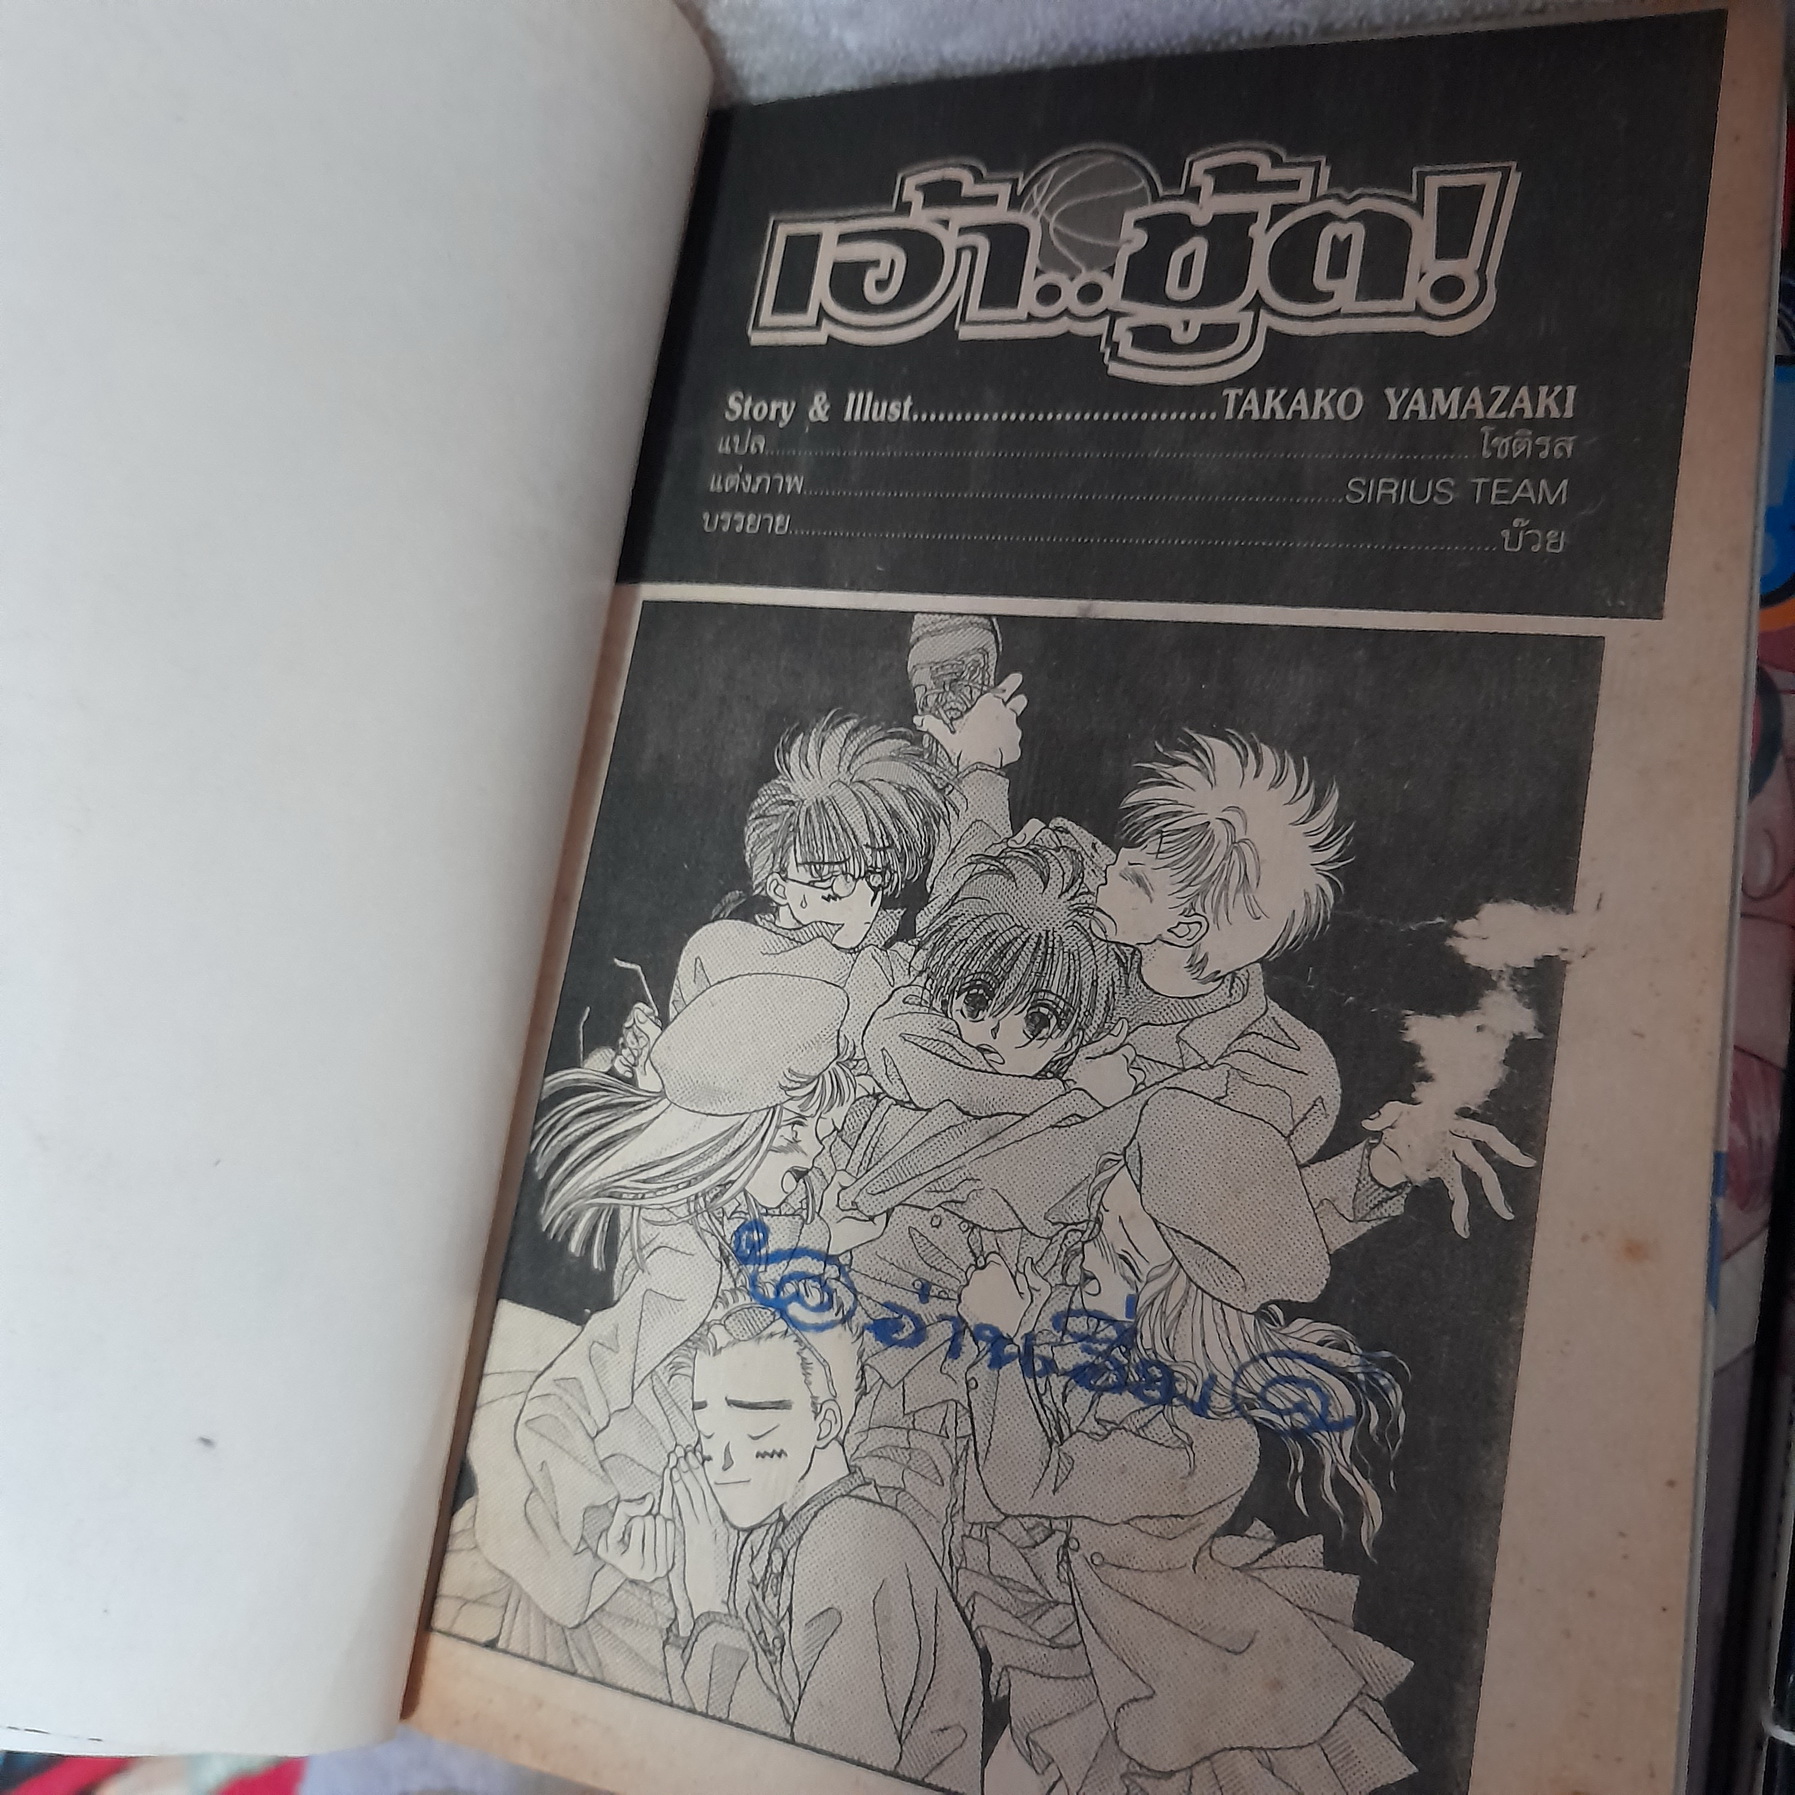 เอ้า..ชู้ต!
Story & Illust..................................TAKAKO YAMAZAKI
แปล..................................โชติรส
แต่งภาพ..................................SIRIUS TEAM
บรรยาย..................................บ๊วย